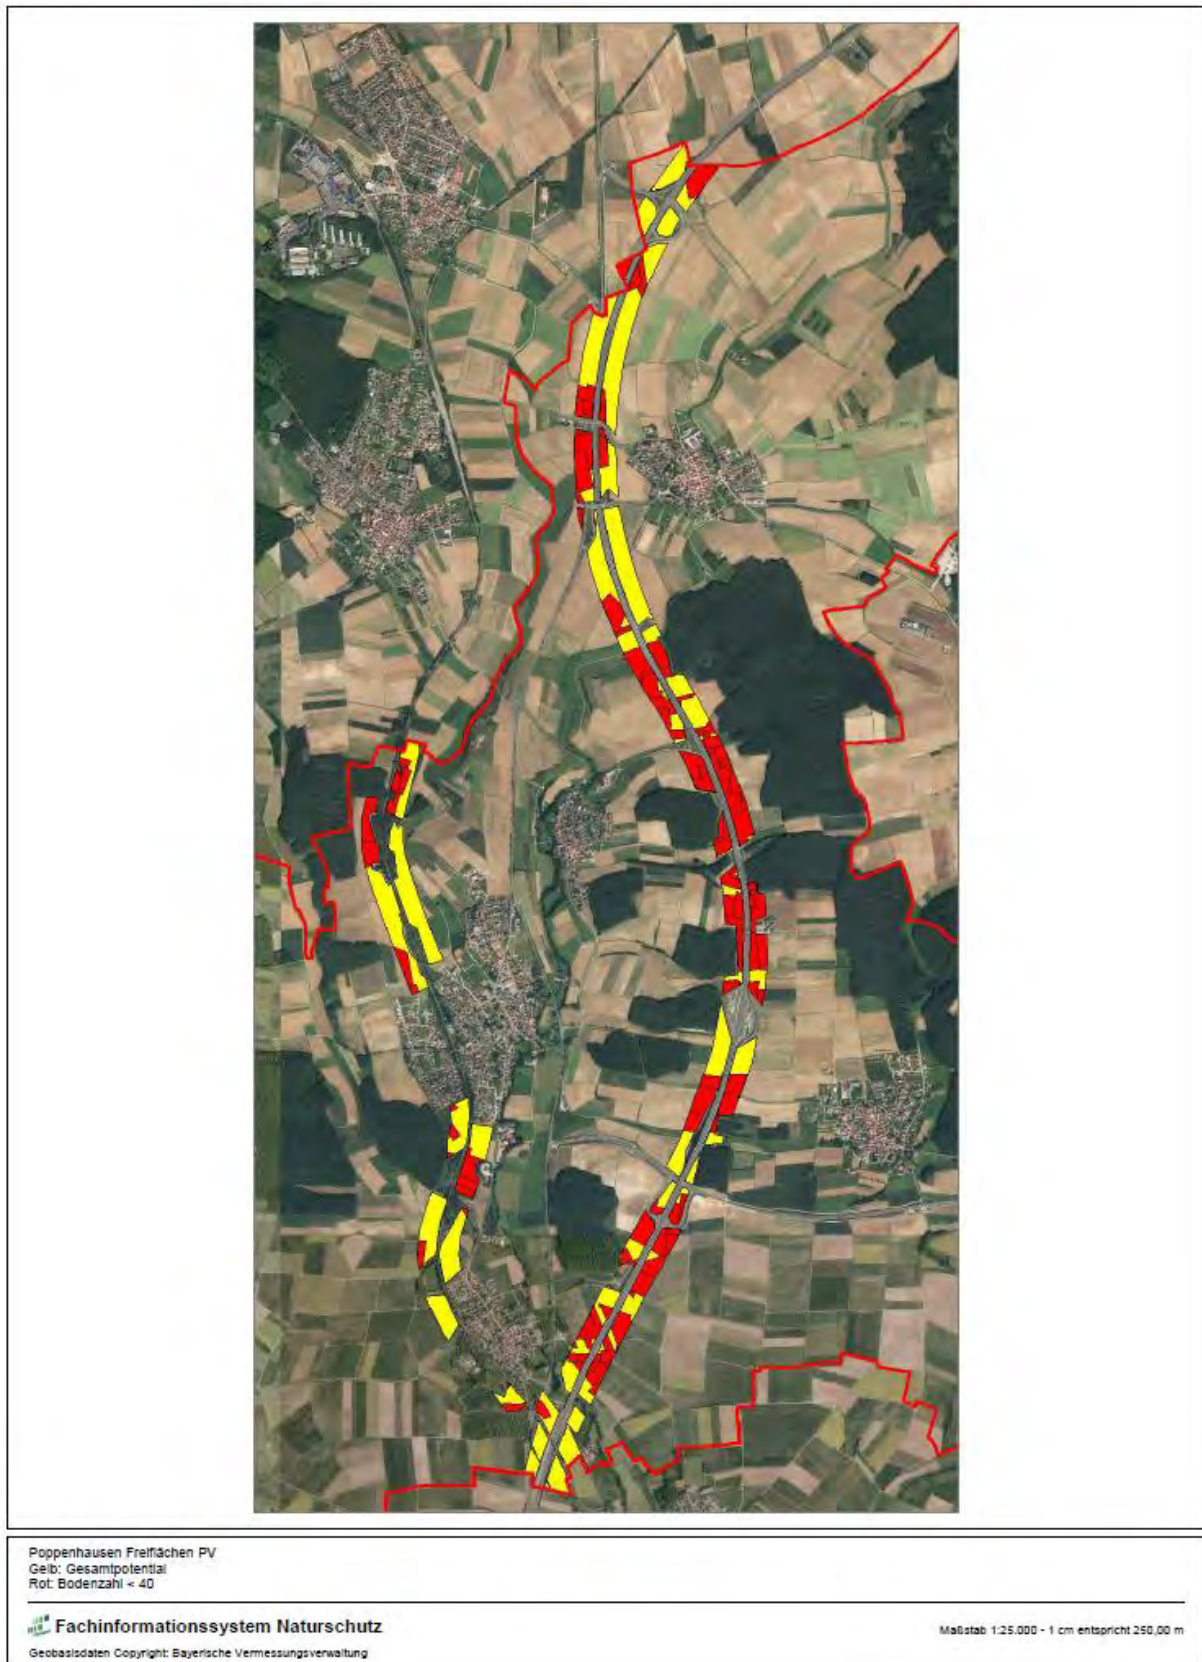 Poppenhausen Freiflächen PV
Gelb: Gesamtpotential
Rot: Bodenzahl < 40
Fachinformationssystem Naturschutz
Maßstab 1:25.000 - 1 cm entspricht 250,00 m
Geobasisdaten Copyright: Bayerische Vermessungsverwaltung